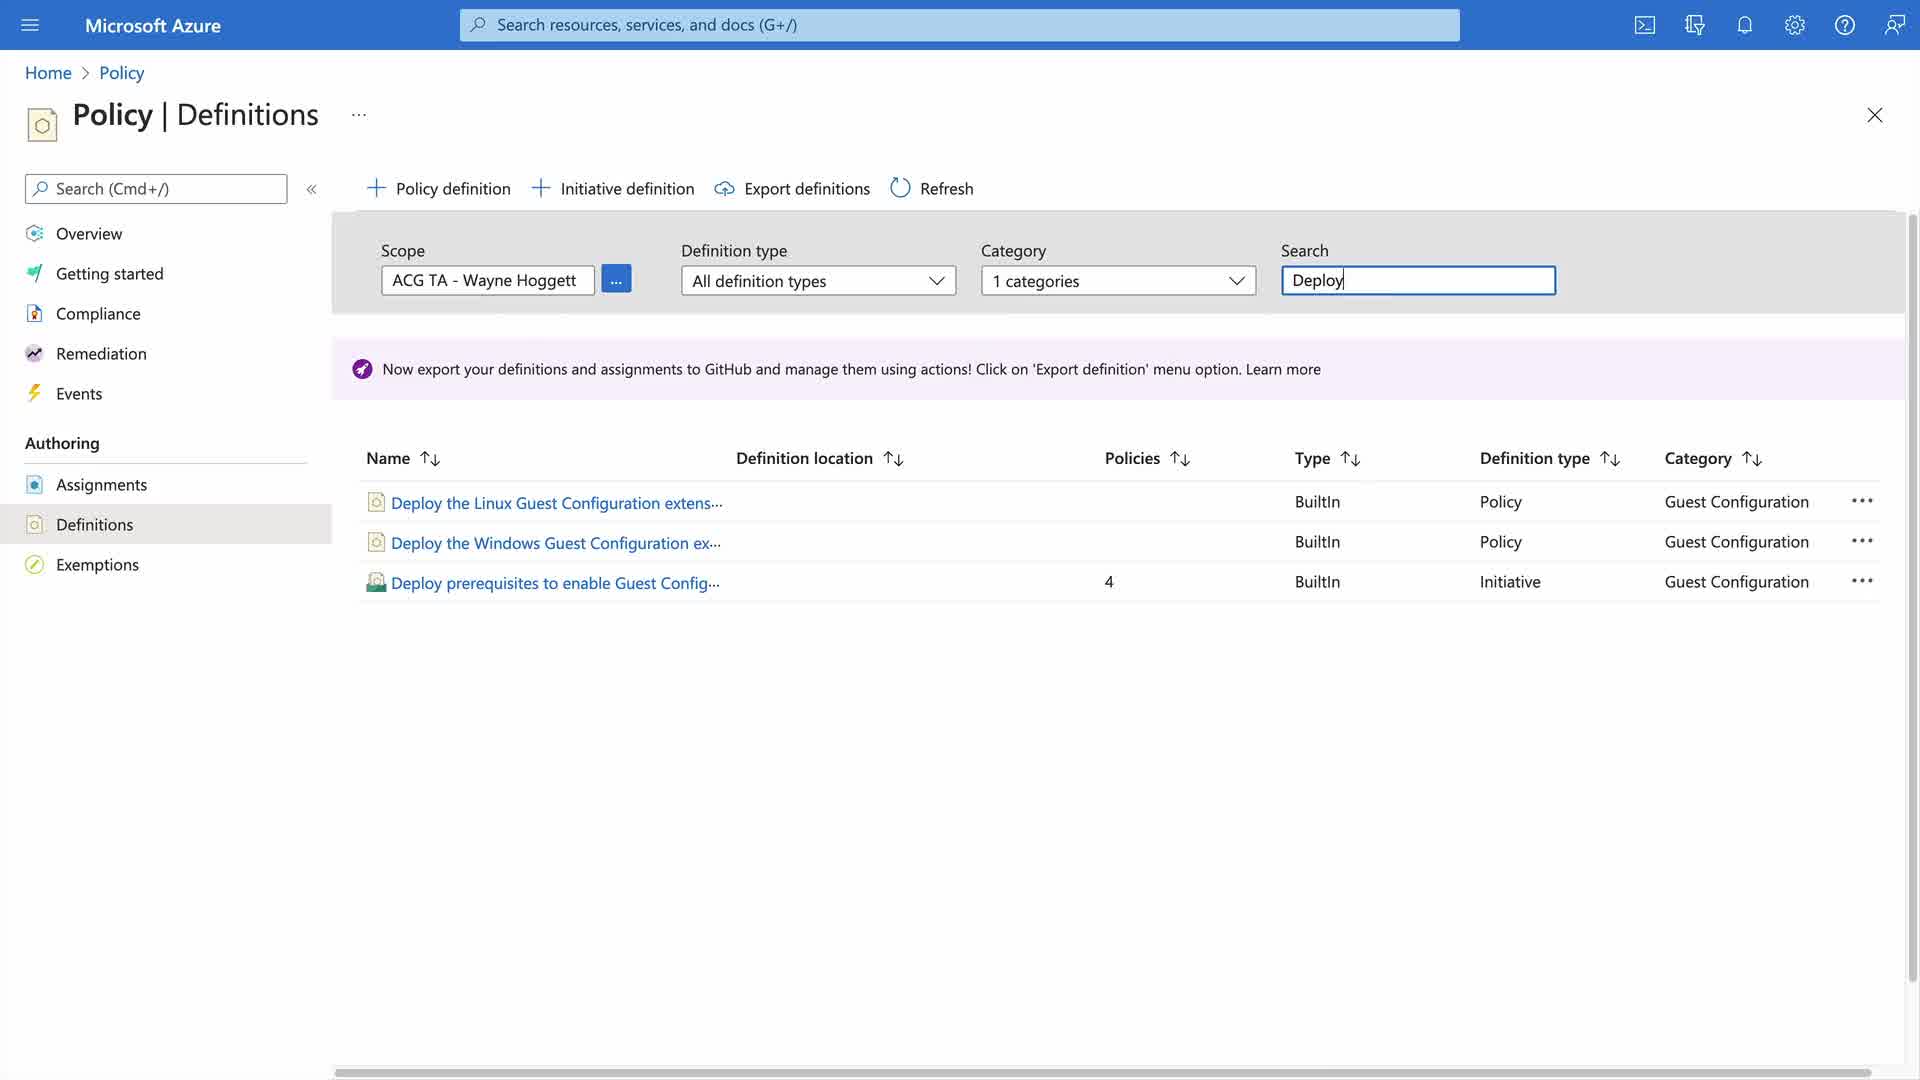 Microsoft Azure
Search resources, services, and docs (G+/)
Home > Policy
Policy | Definitions ...
Search (Cmd+/) «
Policy definition
Initiative definition
Export definitions
Refresh
Overview
Getting started
Compliance
Remediation
Events
Authoring
Assignments
Definitions
Exemptions
Scope
ACG TA - Wayne Hoggett
...
Definition type
All definition types
Category
1 categories
Search
Deploy
Now export your definitions and assignments to GitHub and manage them using actions! Click on 'Export definition' menu option. Learn more
Name Definition location Policies Type Definition type Category
Deploy the Linux Guest Configuration extens... BuiltIn Policy Guest Configuration ...
Deploy the Windows Guest Configuration ex... BuiltIn Policy Guest Configuration ...
Deploy prerequisites to enable Guest Config... 4 BuiltIn Initiative Guest Configuration ...